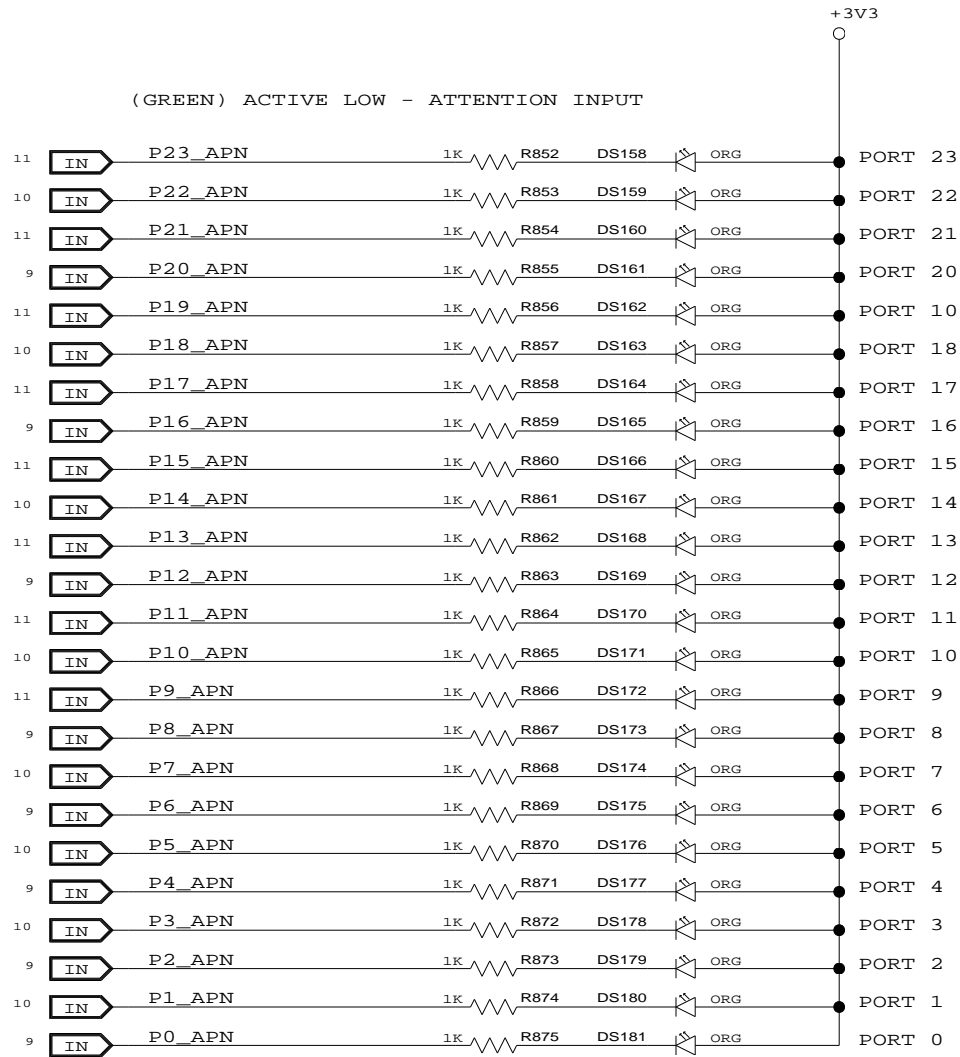 +3V3
(GREEN) ACTIVE LOW - ATTENTION INPUT
11 IN P23_APN 1K R852 DS158 ORG PORT 23
10 IN P22_APN 1K R853 DS159 ORG PORT 22
11 IN P21_APN 1K R854 DS160 ORG PORT 21
9 IN P20_APN 1K R855 DS161 ORG PORT 20
11 IN P19_APN 1K R856 DS162 ORG PORT 10
10 IN P18_APN 1K R857 DS163 ORG PORT 18
11 IN P17_APN 1K R858 DS164 ORG PORT 17
9 IN P16_APN 1K R859 DS165 ORG PORT 16
11 IN P15_APN 1K R860 DS166 ORG PORT 15
10 IN P14_APN 1K R861 DS167 ORG PORT 14
11 IN P13_APN 1K R862 DS168 ORG PORT 13
9 IN P12_APN 1K R863 DS169 ORG PORT 12
11 IN P11_APN 1K R864 DS170 ORG PORT 11
10 IN P10_APN 1K R865 DS171 ORG PORT 10
11 IN P9_APN 1K R866 DS172 ORG PORT 9
9 IN P8_APN 1K R867 DS173 ORG PORT 8
10 IN P7_APN 1K R868 DS174 ORG PORT 7
9 IN P6_APN 1K R869 DS175 ORG PORT 6
10 IN P5_APN 1K R870 DS176 ORG PORT 5
9 IN P4_APN 1K R871 DS177 ORG PORT 4
10 IN P3_APN 1K R872 DS178 ORG PORT 3
9 IN P2_APN 1K R873 DS179 ORG PORT 2
10 IN P1_APN 1K R874 DS180 ORG PORT 1
9 IN P0_APN 1K R875 DS181 ORG PORT 0